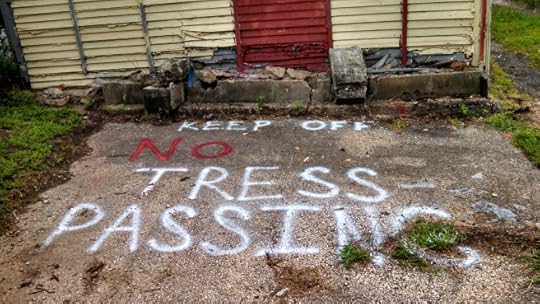 KEEP OFF
NO
TRESS-
PASSING